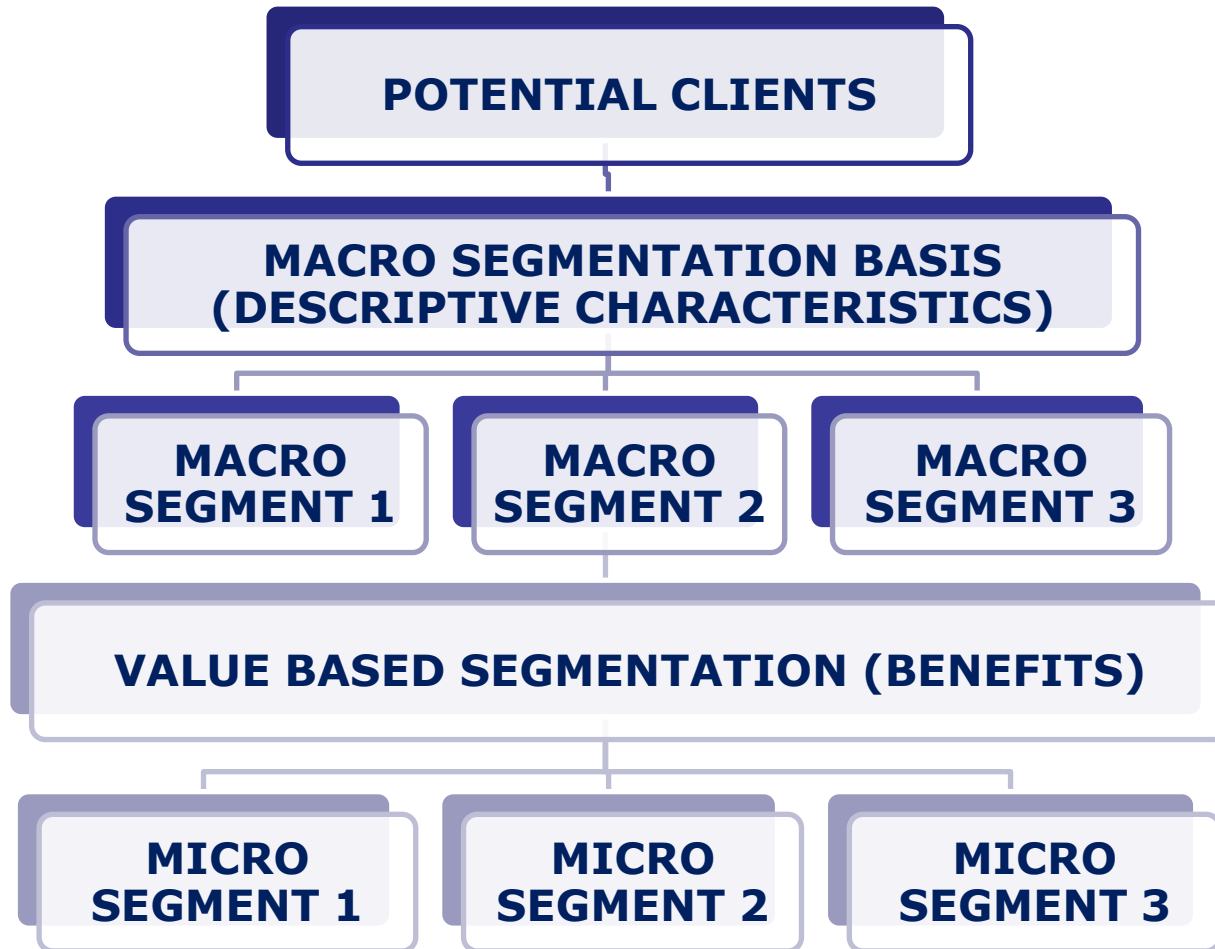 POTENTIAL CLIENTS
MACRO SEGMENTATION BASIS
(DESCRIPTIVE CHARACTERISTICS)
MACRO
SEGMENT 1
MACRO
SEGMENT 2
MACRO
SEGMENT 3
VALUE BASED SEGMENTATION (BENEFITS)
MICRO
SEGMENT 1
MICRO
SEGMENT 2
MICRO
SEGMENT 3